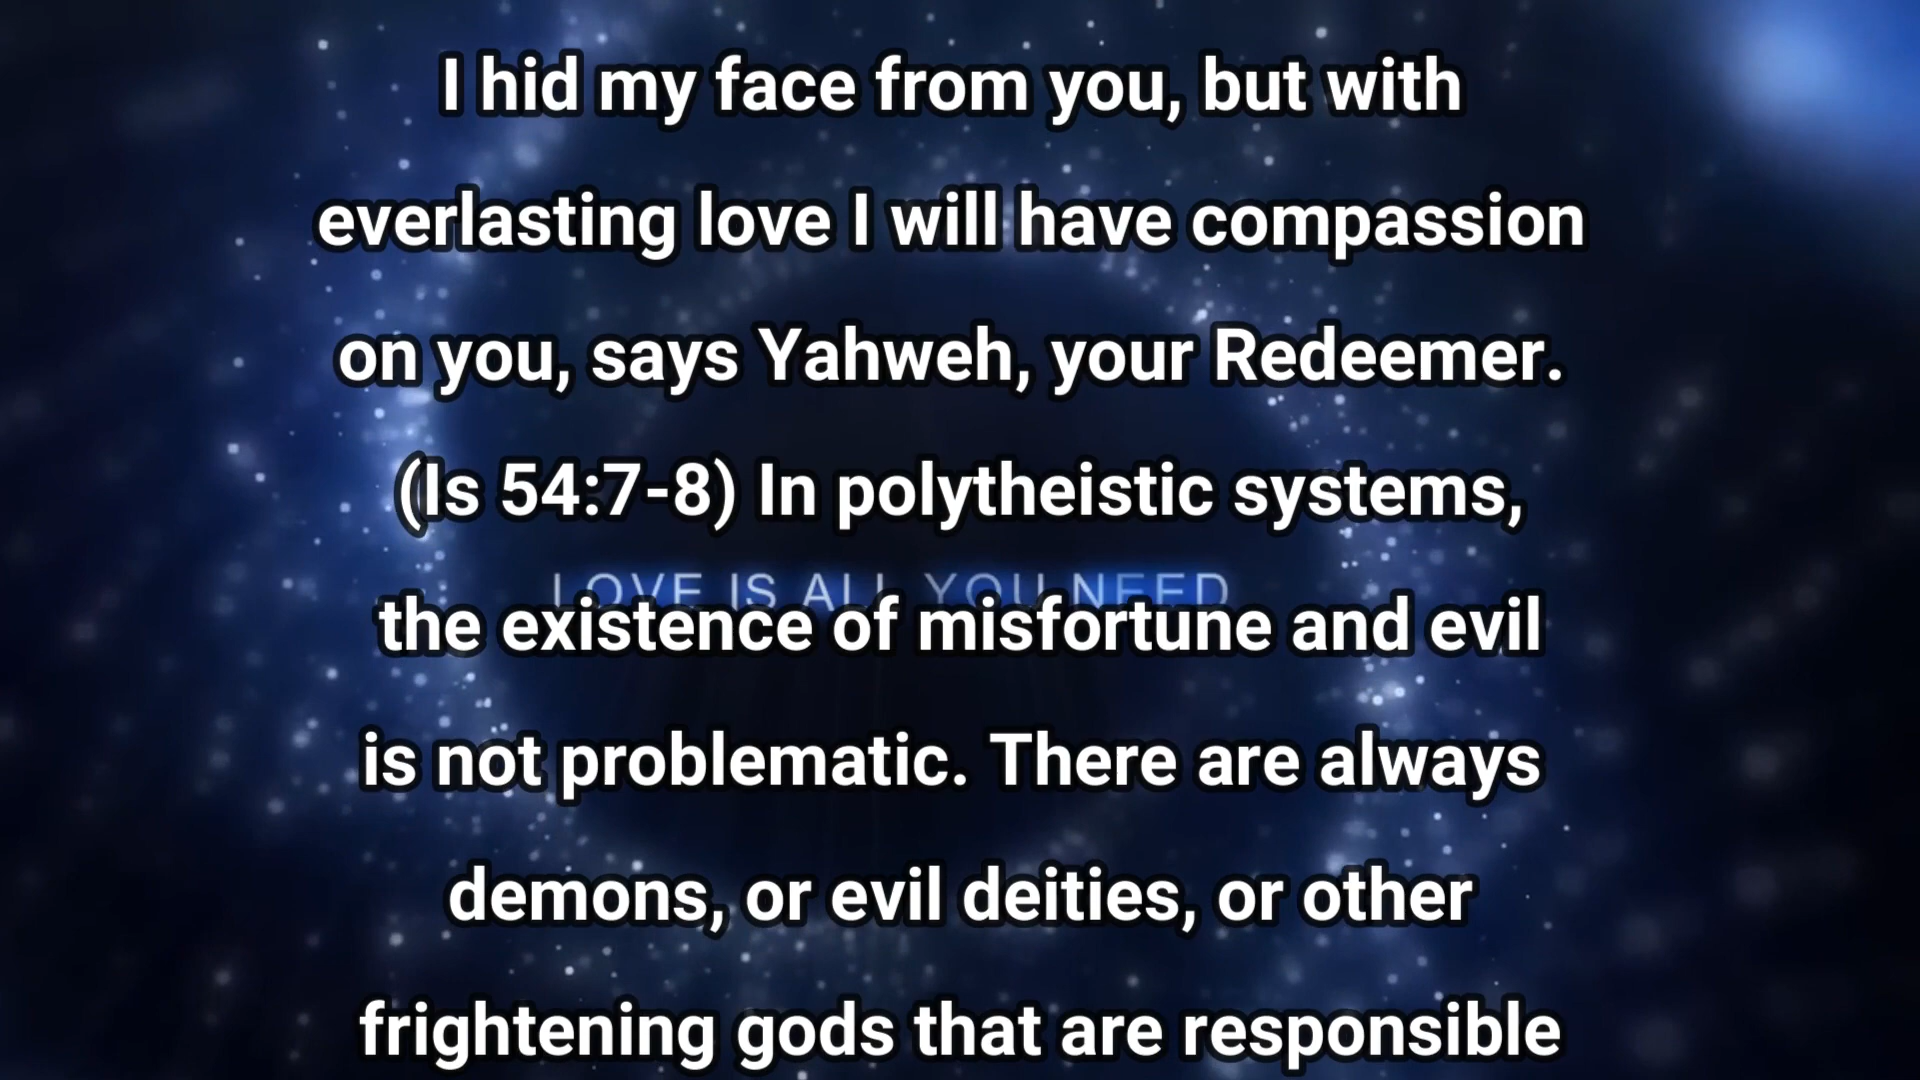 I hid my face from you, but with
everlasting love I will have compassion
on you, says Yahweh, your Redeemer.
(Is 54:7-8) In polytheistic systems,
LOVE IS ALL YOU NEED
the existence of misfortune and evil
is not problematic. There are always
demons, or evil deities, or other
frightening gods that are responsible